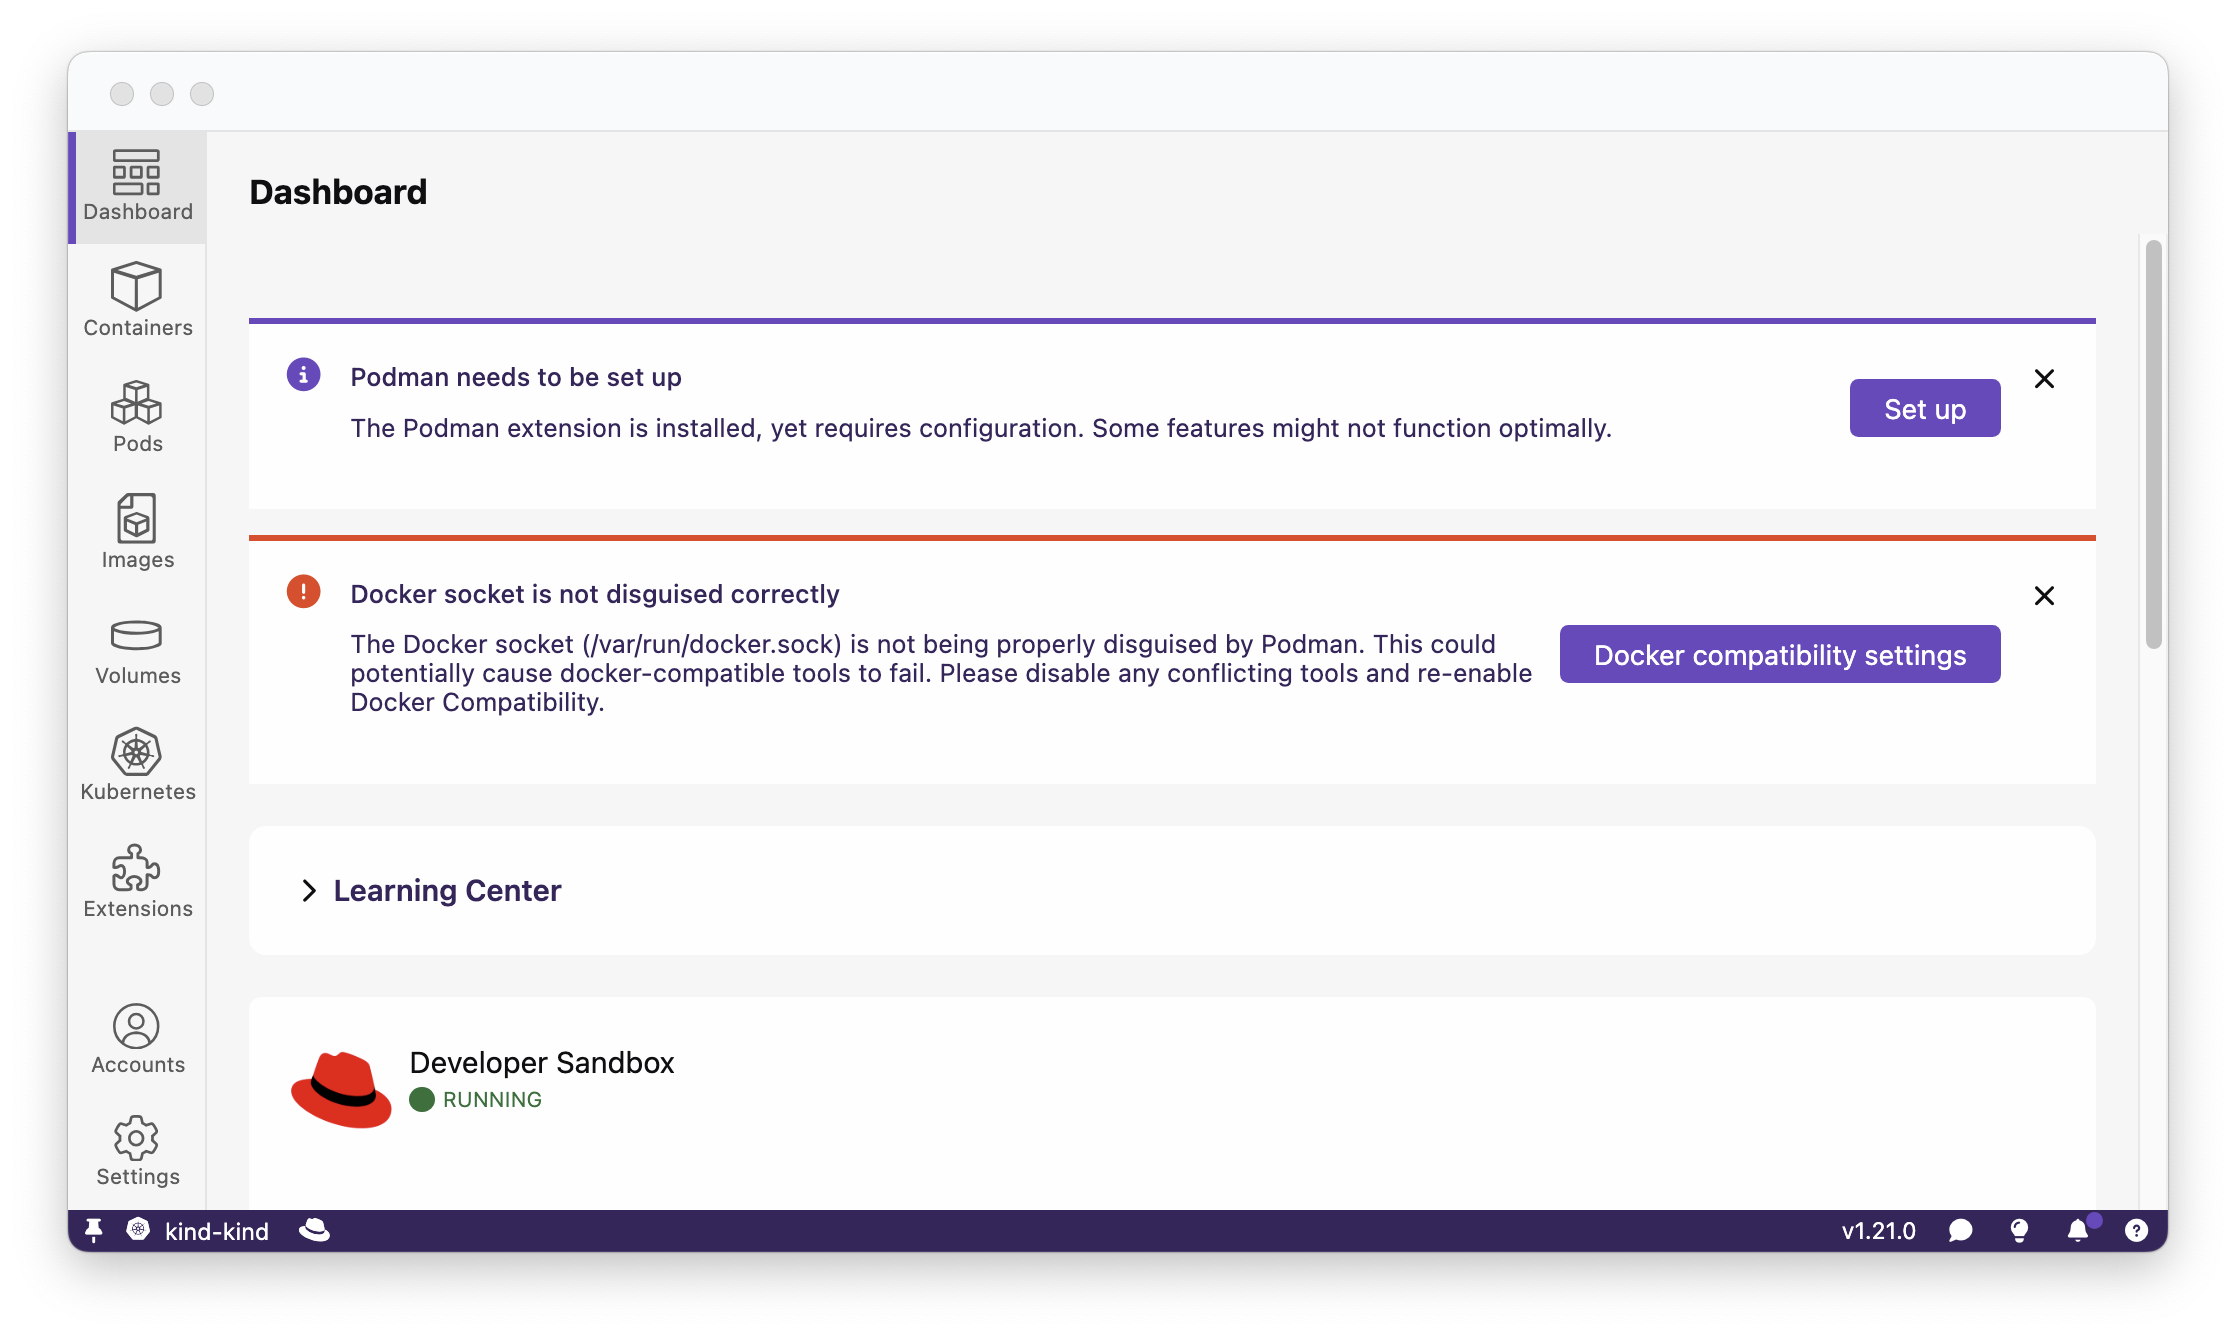 Dashboard
Containers
Pods
Images
Volumes
Kubernetes
Extensions
Accounts
Settings
Dashboard
Podman needs to be set up
The Podman extension is installed, yet requires configuration. Some features might not function optimally.
Set up
Docker socket is not disguised correctly
The Docker socket (/var/run/docker.sock) is not being properly disguised by Podman. This could
potentially cause docker-compatible tools to fail. Please disable any conflicting tools and re-enable
Docker Compatibility.
Docker compatibility settings
Learning Center
Developer Sandbox
RUNNING
kind-kind
v1.21.0